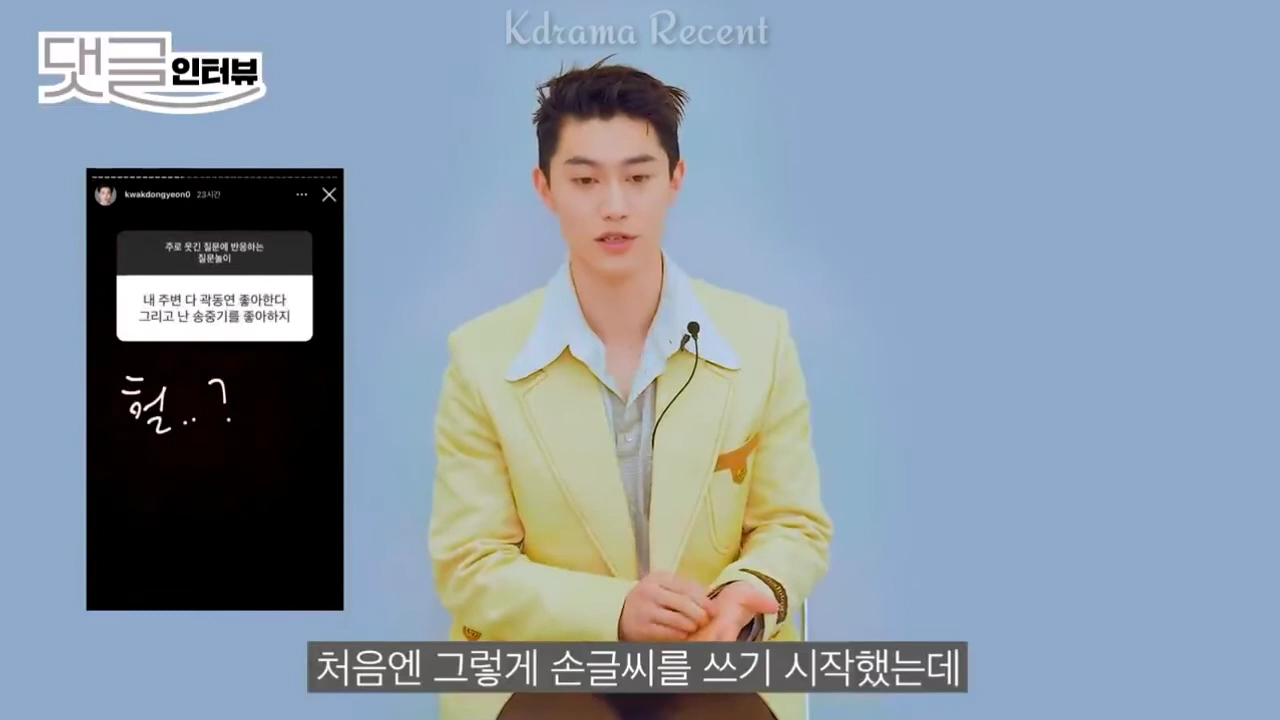 Kdrama Recent
댓글 인터뷰
kwakdongyeon0 23시간
주로 웃긴 질문에 반응하는
질문놀이
내 주변 다 곽동연 좋아한다
그리고 난 송중기를 좋아하지
헐..?
처음엔 그렇게 손글씨를 쓰기 시작했는데